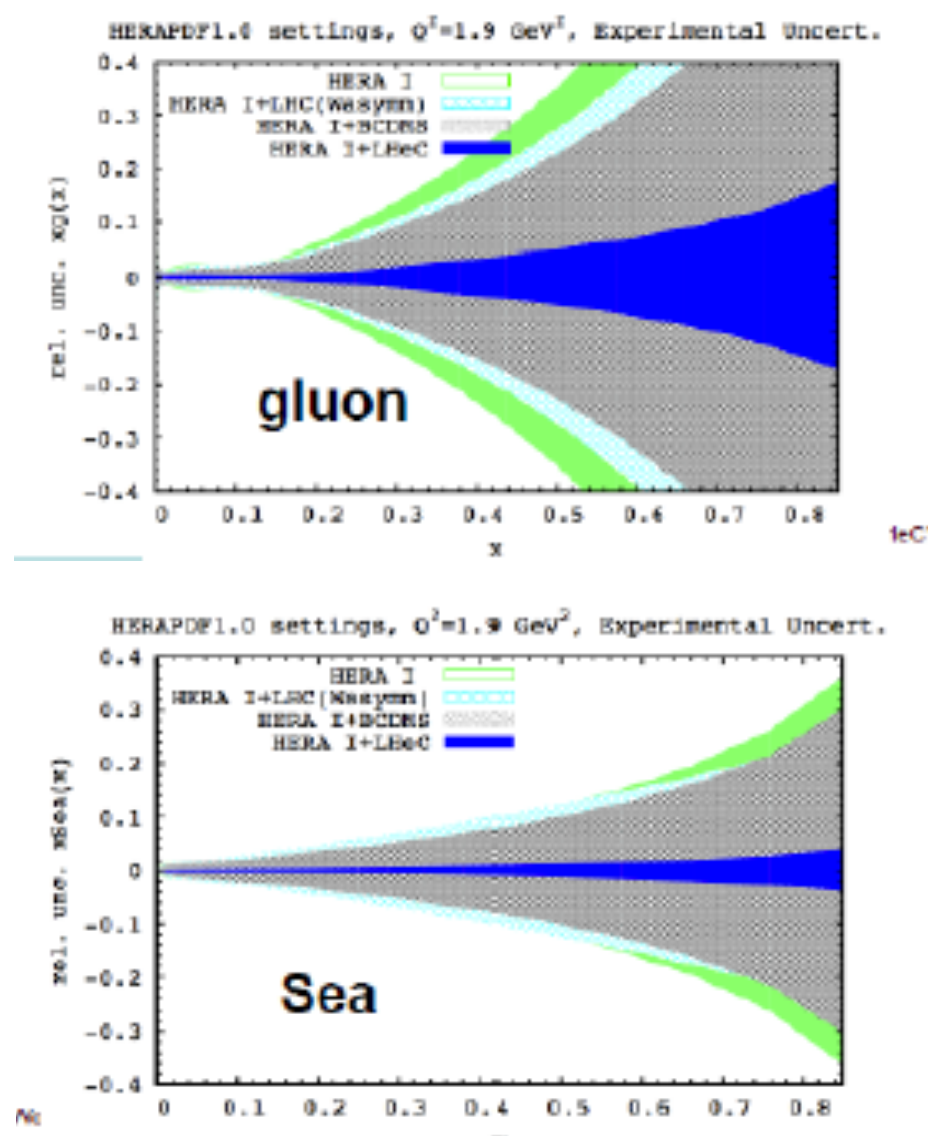 HERAPDF1.0 settings, Q²=1.9 GeV², Experimental Uncert.
0.4
HERA I
HERA I+LHC(Wasymm)
0.3
HERA I+BCDMS
HERA I+LHeC
0.2
0.1
rel. unc. xg(x)
0
-0.1
-0.2
gluon
-0.3
-0.4
0 0.1 0.2 0.3 0.4 0.5 0.6 0.7 0.8
x
HERAPDF1.0 settings, Q²=1.9 GeV², Experimental Uncert.
0.4
HERA I
HERA I+LHC(Wasymm)
0.3
HERA I+BCDMS
HERA I+LHeC
0.2
0.1
rel. unc. xSea(x)
0
-0.1
-0.2
Sea
-0.3
-0.4
0 0.1 0.2 0.3 0.4 0.5 0.6 0.7 0.8